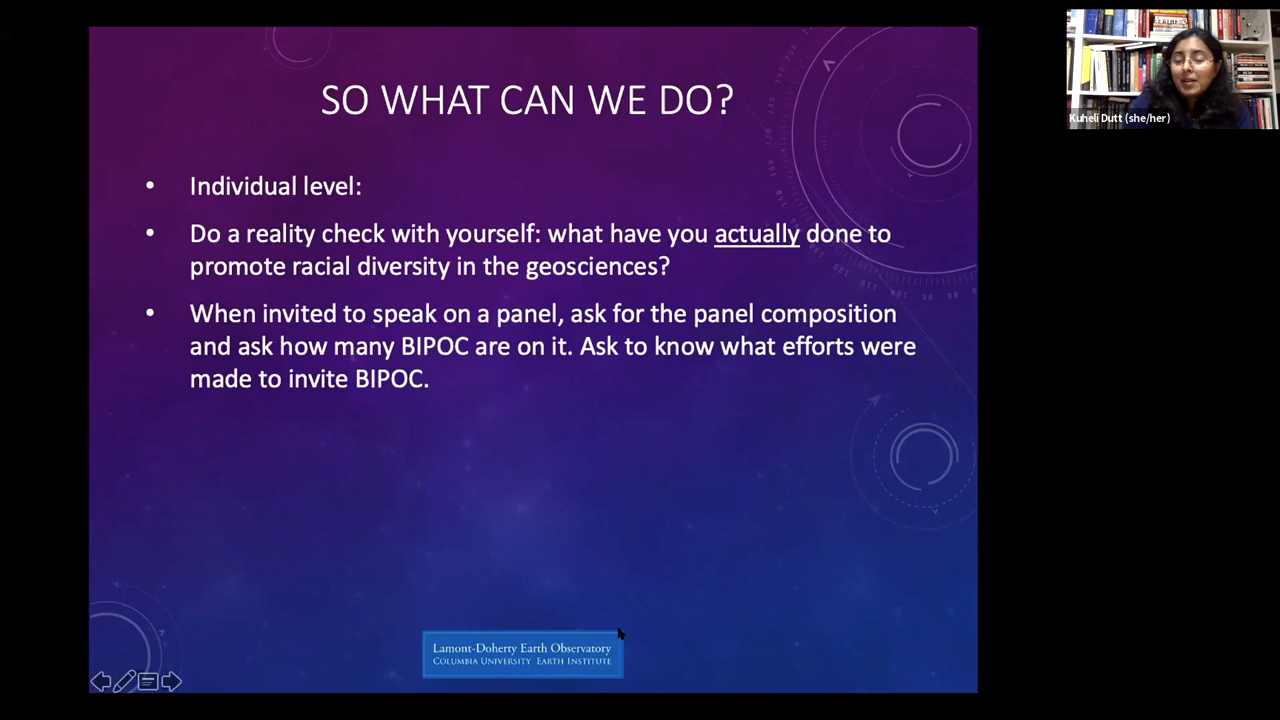 SO WHAT CAN WE DO?
• Individual level:
• Do a reality check with yourself: what have you actually done to
promote racial diversity in the geosciences?
• When invited to speak on a panel, ask for the panel composition
and ask how many BIPOC are on it. Ask to know what efforts were
made to invite BIPOC.
Lamont-Doherty Earth Observatory
COLUMBIA UNIVERSITY EARTH INSTITUTE
Kuheli Dutt (she/her)